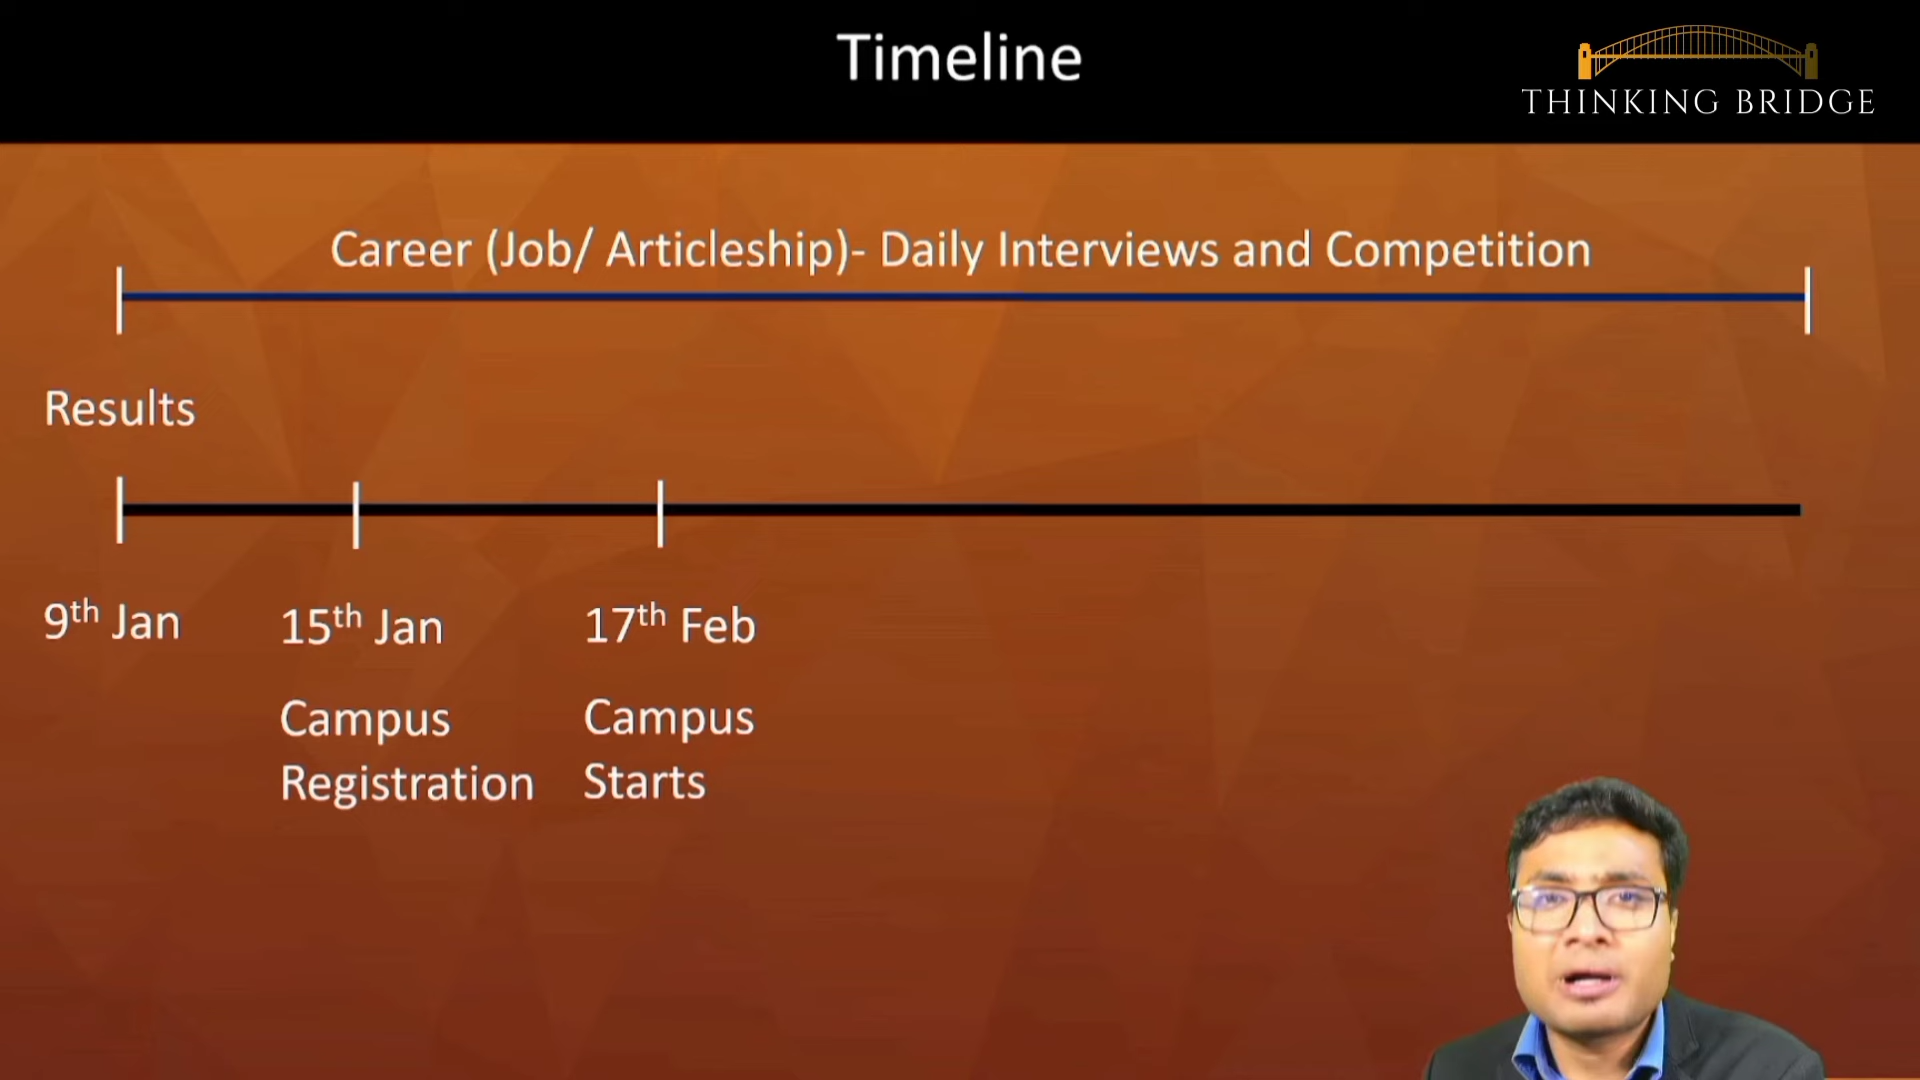 Timeline
THINKING BRIDGE
Career (Job/ Articleship)- Daily Interviews and Competition
Results
9th Jan
15th Jan
17th Feb
Campus
Registration
Campus
Starts